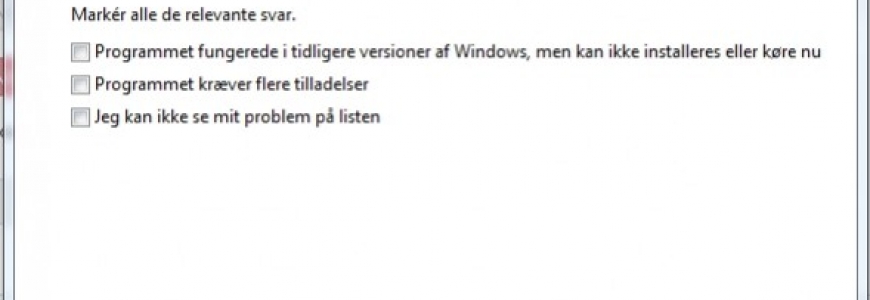 Markér alle de relevante svar.
Programmet fungerede i tidligere versioner af Windows, men kan ikke installeres eller køre nu
Programmet kræver flere tilladelser
Jeg kan ikke se mit problem på listen